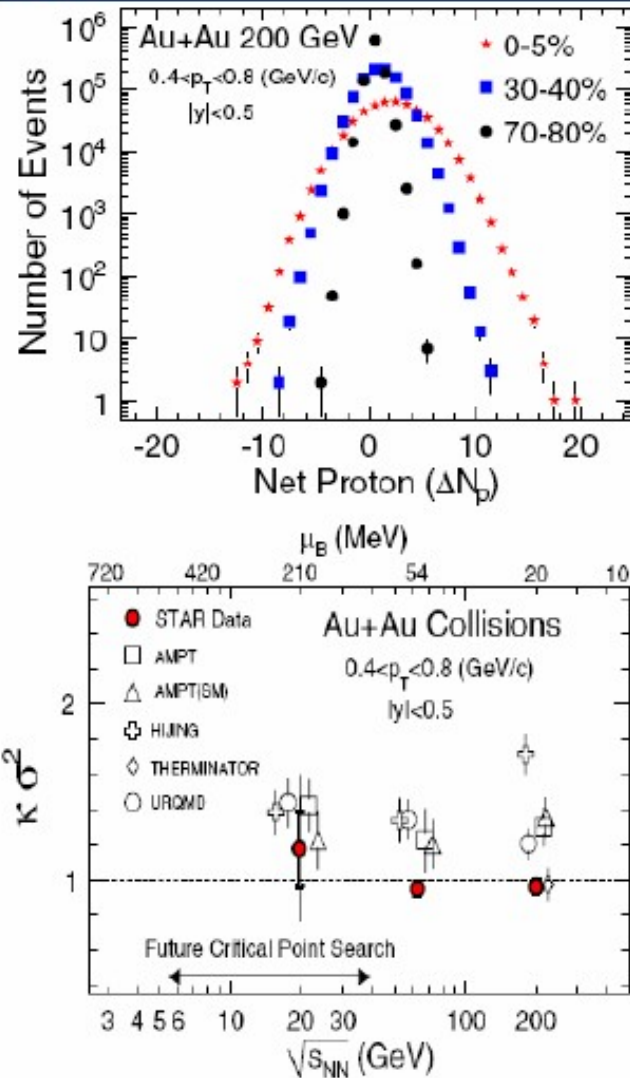 Au+Au 200 GeV
0.4<p_T<0.8 (GeV/c)
|y|<0.5
0-5%
30-40%
70-80%
Number of Events
10^6
10^5
10^4
10^3
10^2
10
1
-20 -10 0 10 20
Net Proton (ΔN_p)
μ_B (MeV)
720 420 210 54 20 10
STAR Data
AMPT
AMPT(SM)
HIJING
THERMINATOR
URQMD
Au+Au Collisions
0.4<p_T<0.8 (GeV/c)
|y|<0.5
κ σ^2
2
1
Future Critical Point Search
3 4 5 6 10 20 30 100 200
√s_NN (GeV)